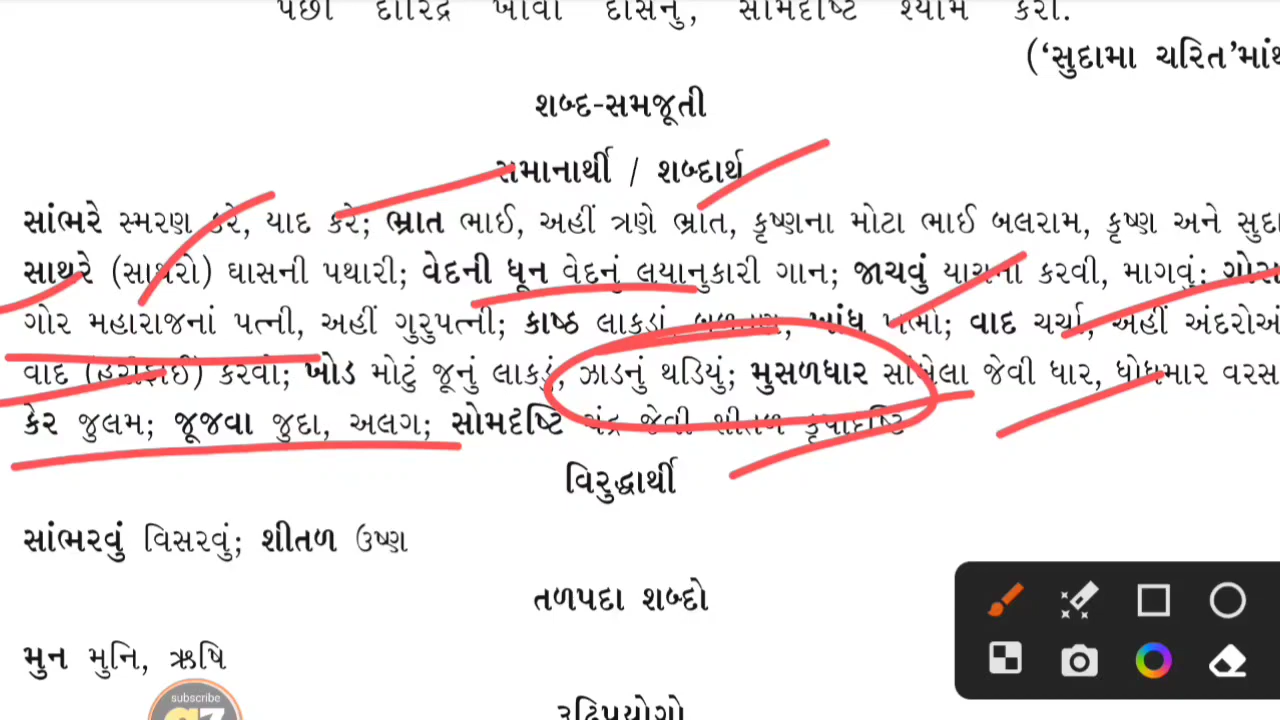 પછી દારિદ્ર ખોવા દાસનું, સોમદૃષ્ટિ શ્યામે કરી.
(‘સુદામા ચરિત’માંથ
શબ્દ-સમજૂતી
સમાનાર્થી / શબ્દાર્થ
સાંભરે સ્મરણ કરે, યાદ કરે; ભ્રાત ભાઈ, અહીં ત્રણે ભ્રાત, કૃષ્ણના મોટા ભાઈ બલરામ, કૃષ્ણ અને સુદા
સાથરે (સાથરો) ઘાસની પથારી; વેદની ધૂન વેદનું લયાનુકારી ગાન; જાચવું યાચના કરવી, માગવું; ગોરા
ગોર મહારાજનાં પત્ની, અહીં ગુરુપત્ની; કાષ્ઠ લાકડાં, બળતણ; ખાંધ ખભો; વાદ ચર્ચા, અહીં અંદરોઅં
વાદ (હરીફાઈ) કરવો; ખોડ મોટું જૂનું લાકડું, ઝાડનું થડિયું; મુસળધાર સાંબેલા જેવી ધાર, ધોધમાર વરસ
કેર જુલમ; જૂજવા જુદા, અલગ; સોમદૃષ્ટિ ચંદ્ર જેવી શીતળ કૃપાદૃષ્ટિ
વિરુદ્ધાર્થી
સાંભરવું વિસરવું; શીતળ ઉષ્ણ
તળપદા શબ્દો
મુન મુનિ, ઋષિ
subscribe
રૂઢિપ્રયોગો